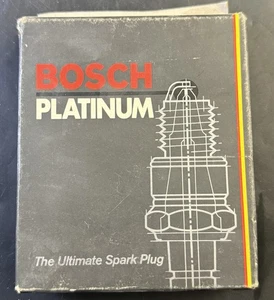 BOSCH
PLATINUM
The Ultimate Spark Plug